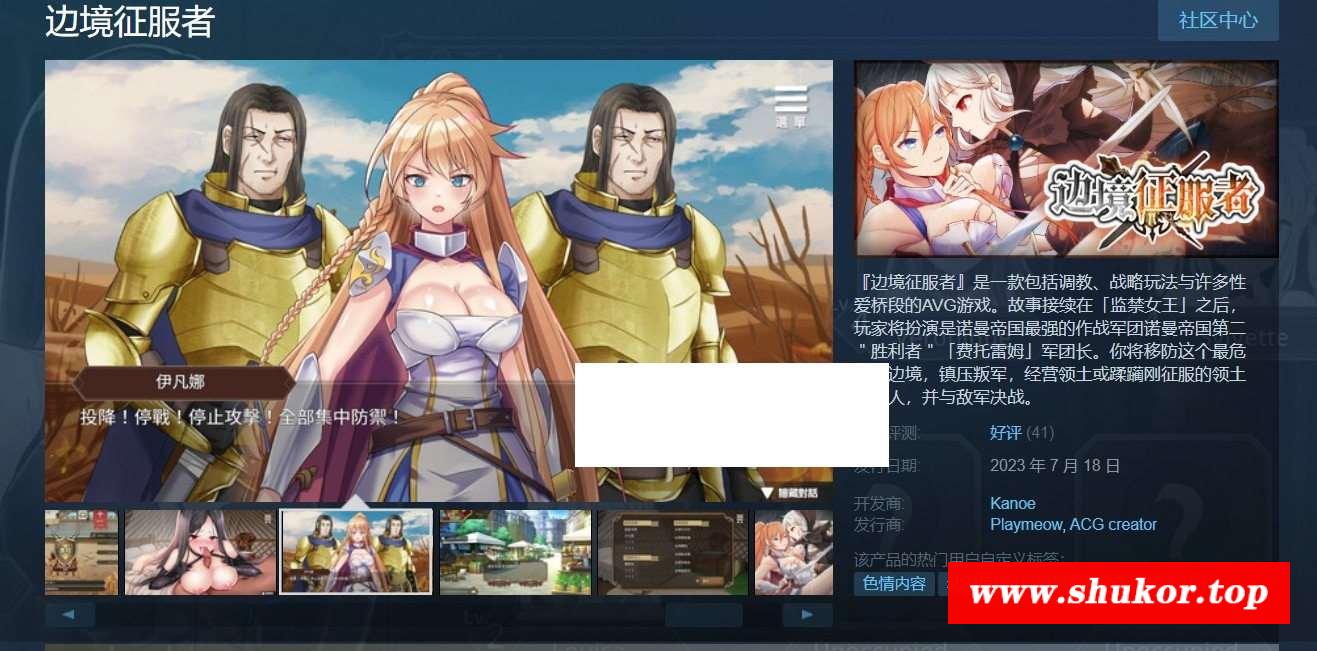 边境征服者
社区中心
選單
边境征服者
『边境征服者』是一款包括调教、战略玩法与许多性
爱桥段的AVG游戏。故事接续在「监禁女王」之后，
玩家将扮演是诺曼帝国最强的作战军团诺曼帝国第二
＂胜利者＂「费托雷姆」军团长。你将移防这个最危
边境，镇压叛军，经营领土或蹂躏刚征服的领土
人，并与敌军决战。
伊凡娜
投降！停戰！停止攻擊！全部集中防禦！
隱藏對話
评测:
好评 (41)
发行日期:
2023 年 7 月 18 日
开发商:
Kanoe
发行商:
Playmeow, ACG creator
该产品的热门用户自定义标签:
色情内容
www.shukor.top